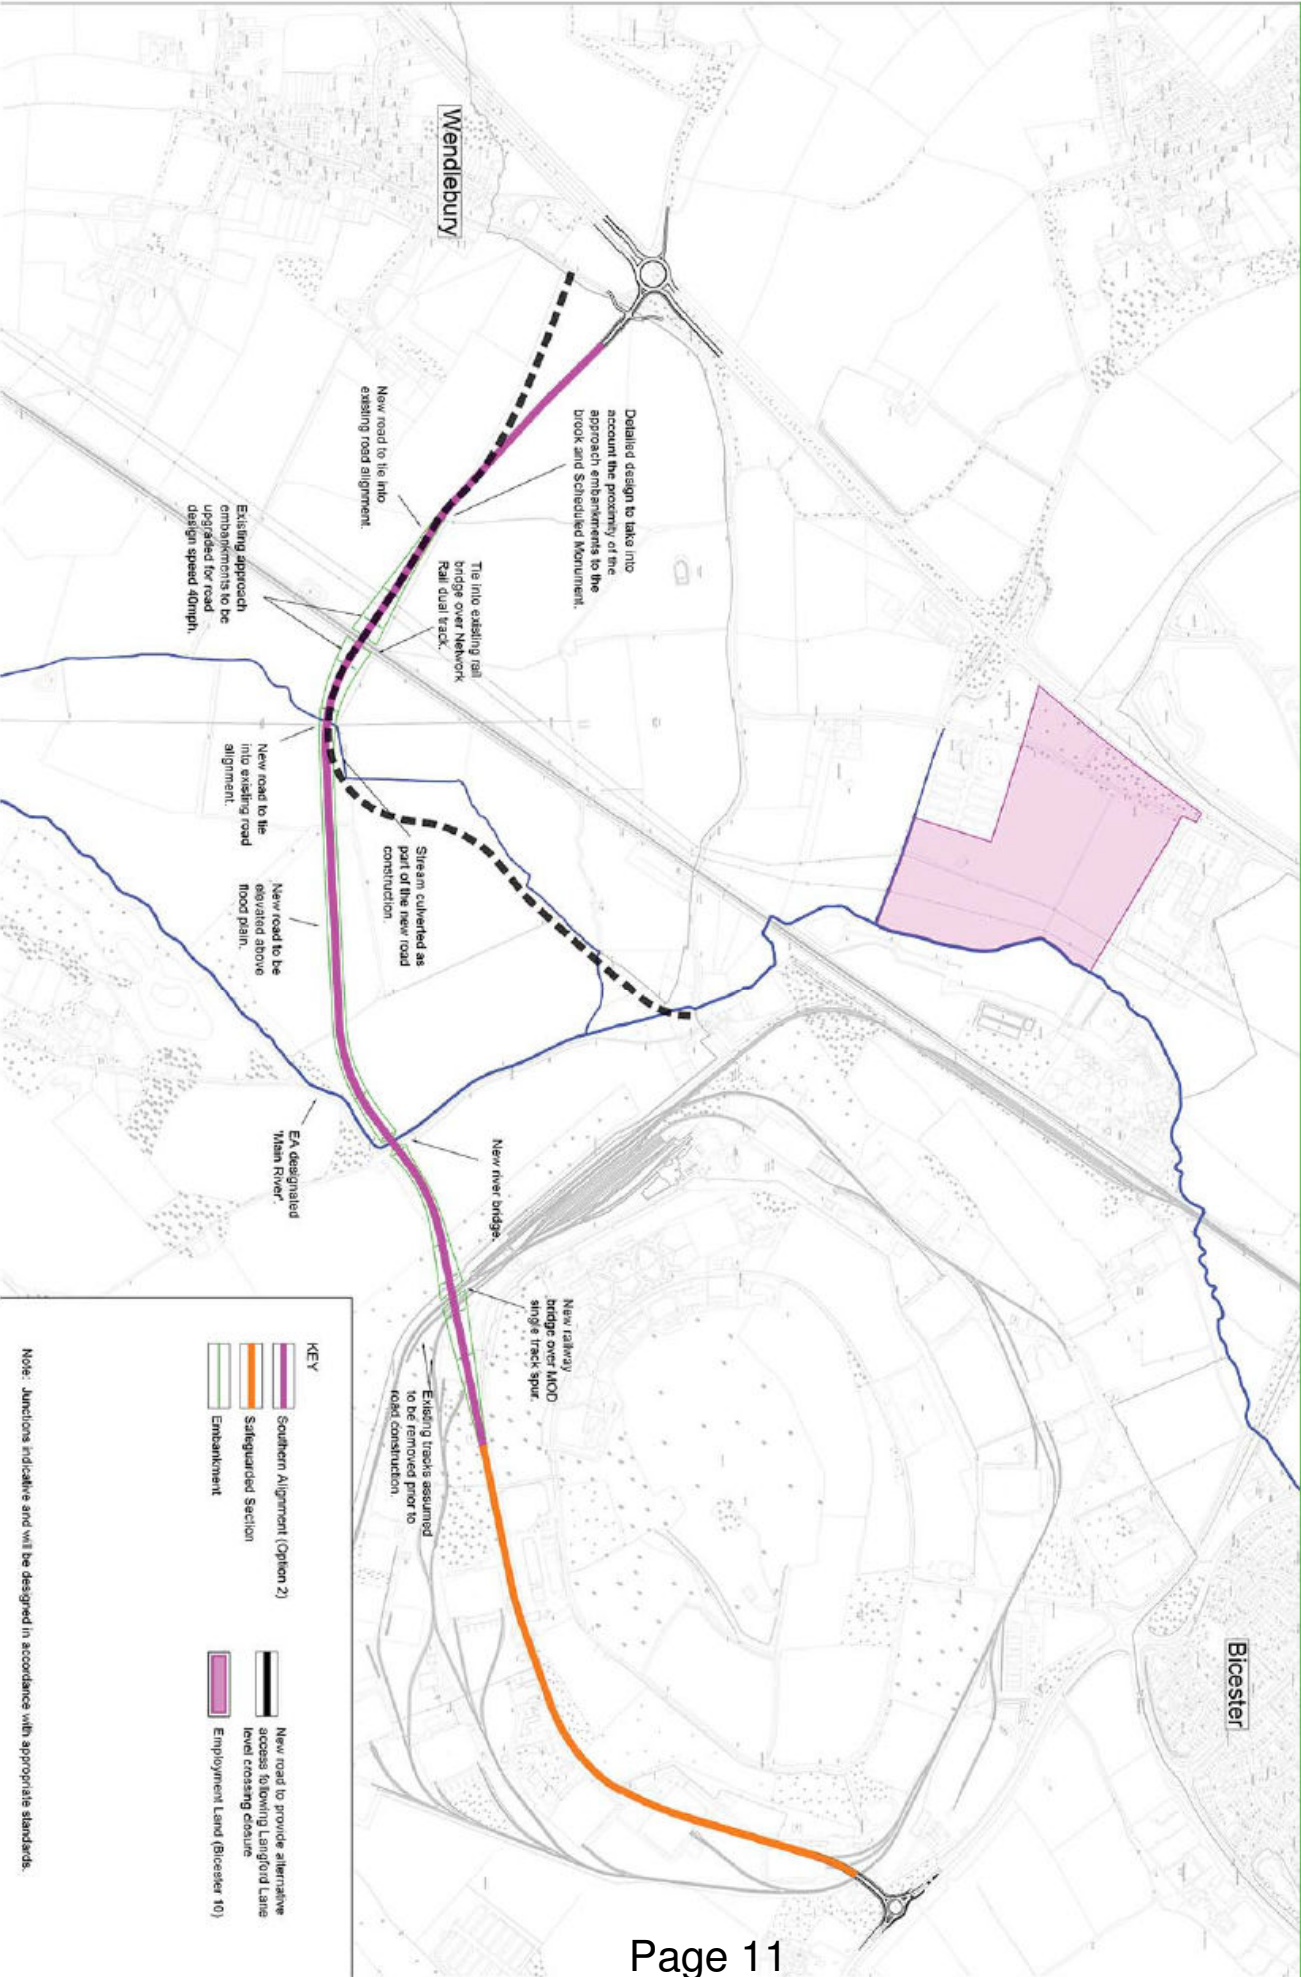 Wendlebury
Bicester
Detailed design to take into
account the proximity of the
approach embankments to the
brook and Scheduled Monument.
New road to tie into
existing road alignment.
Tie into existing rail
bridge over Network
Rail dual track.
Existing approach
embankments to be
upgraded for road
design speed 40mph.
New road to tie
into existing road
alignment.
Stream culverted as
part of the new road
construction.
New road to be
elevated above
flood plain.
EA designated
'Main River'.
New river bridge.
New railway
bridge over MOD
single track spur.
Existing tracks assumed
to be removed prior to
road construction.
KEY
Southern Alignment (Option 2)
Safeguarded Section
Embankment
New road to provide alternative
access following Langford Lane
level crossing closure
Employment Land (Bicester 10)
Note: Junctions indicative and will be designed in accordance with appropriate standards.
Page 11